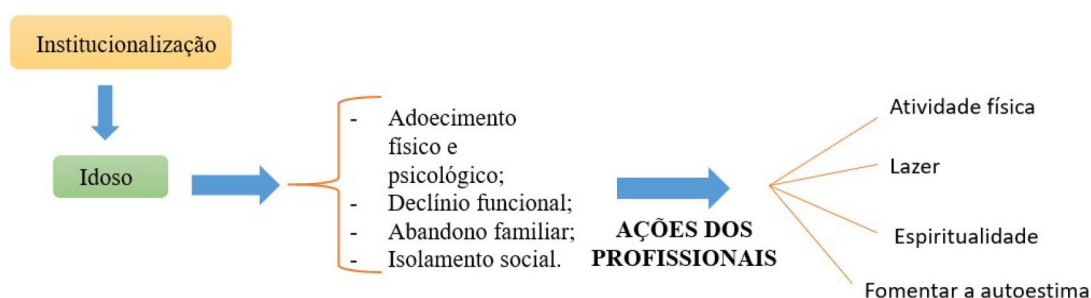 Institucionalização
Idoso
- Adoecimento
físico e
psicológico;
- Declínio funcional;
- Abandono familiar;
- Isolamento social.
AÇÕES DOS
PROFISSIONAIS
Atividade física
Lazer
Espiritualidade
Fomentar a autoestima